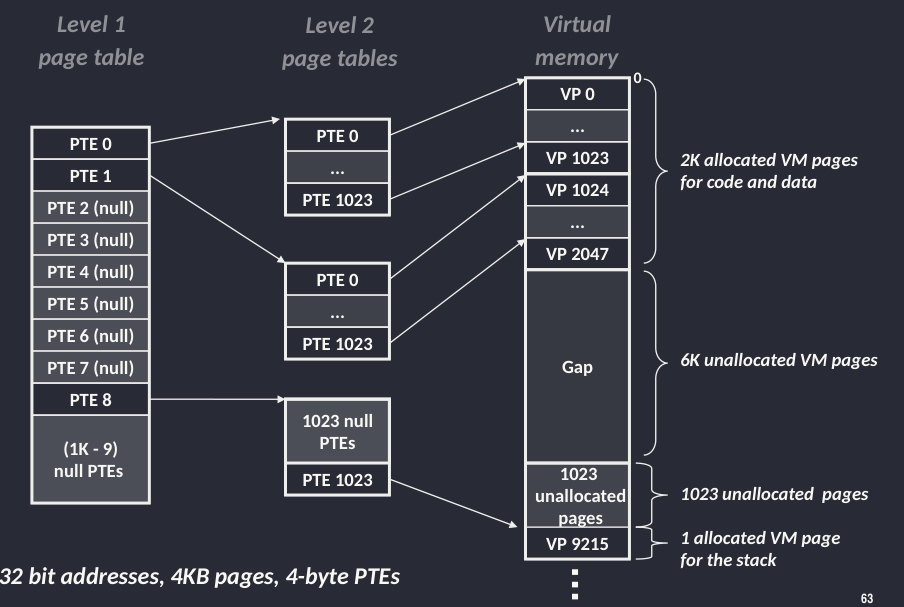 Level 1
page table
Level 2
page tables
Virtual
memory
0
PTE 0
PTE 1
PTE 2 (null)
PTE 3 (null)
PTE 4 (null)
PTE 5 (null)
PTE 6 (null)
PTE 7 (null)
PTE 8
(1K - 9)
null PTEs
PTE 0
...
PTE 1023
PTE 0
...
PTE 1023
1023 null
PTEs
PTE 1023
VP 0
...
VP 1023
VP 1024
...
VP 2047
Gap
1023
unallocated
pages
VP 9215
2K allocated VM pages
for code and data
6K unallocated VM pages
1023 unallocated pages
1 allocated VM page
for the stack
32 bit addresses, 4KB pages, 4-byte PTEs
63